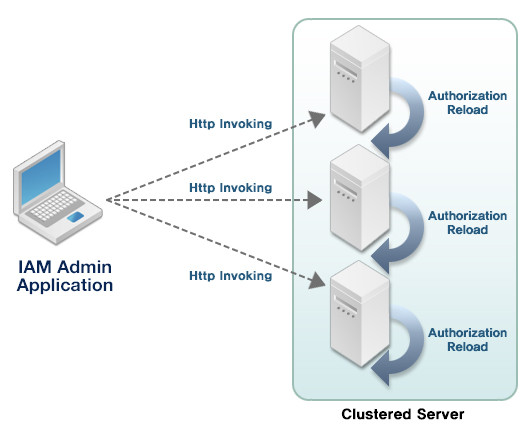 Http Invoking
Authorization
Reload
Http Invoking
Authorization
Reload
IAM Admin
Application
Http Invoking
Authorization
Reload
Clustered Server